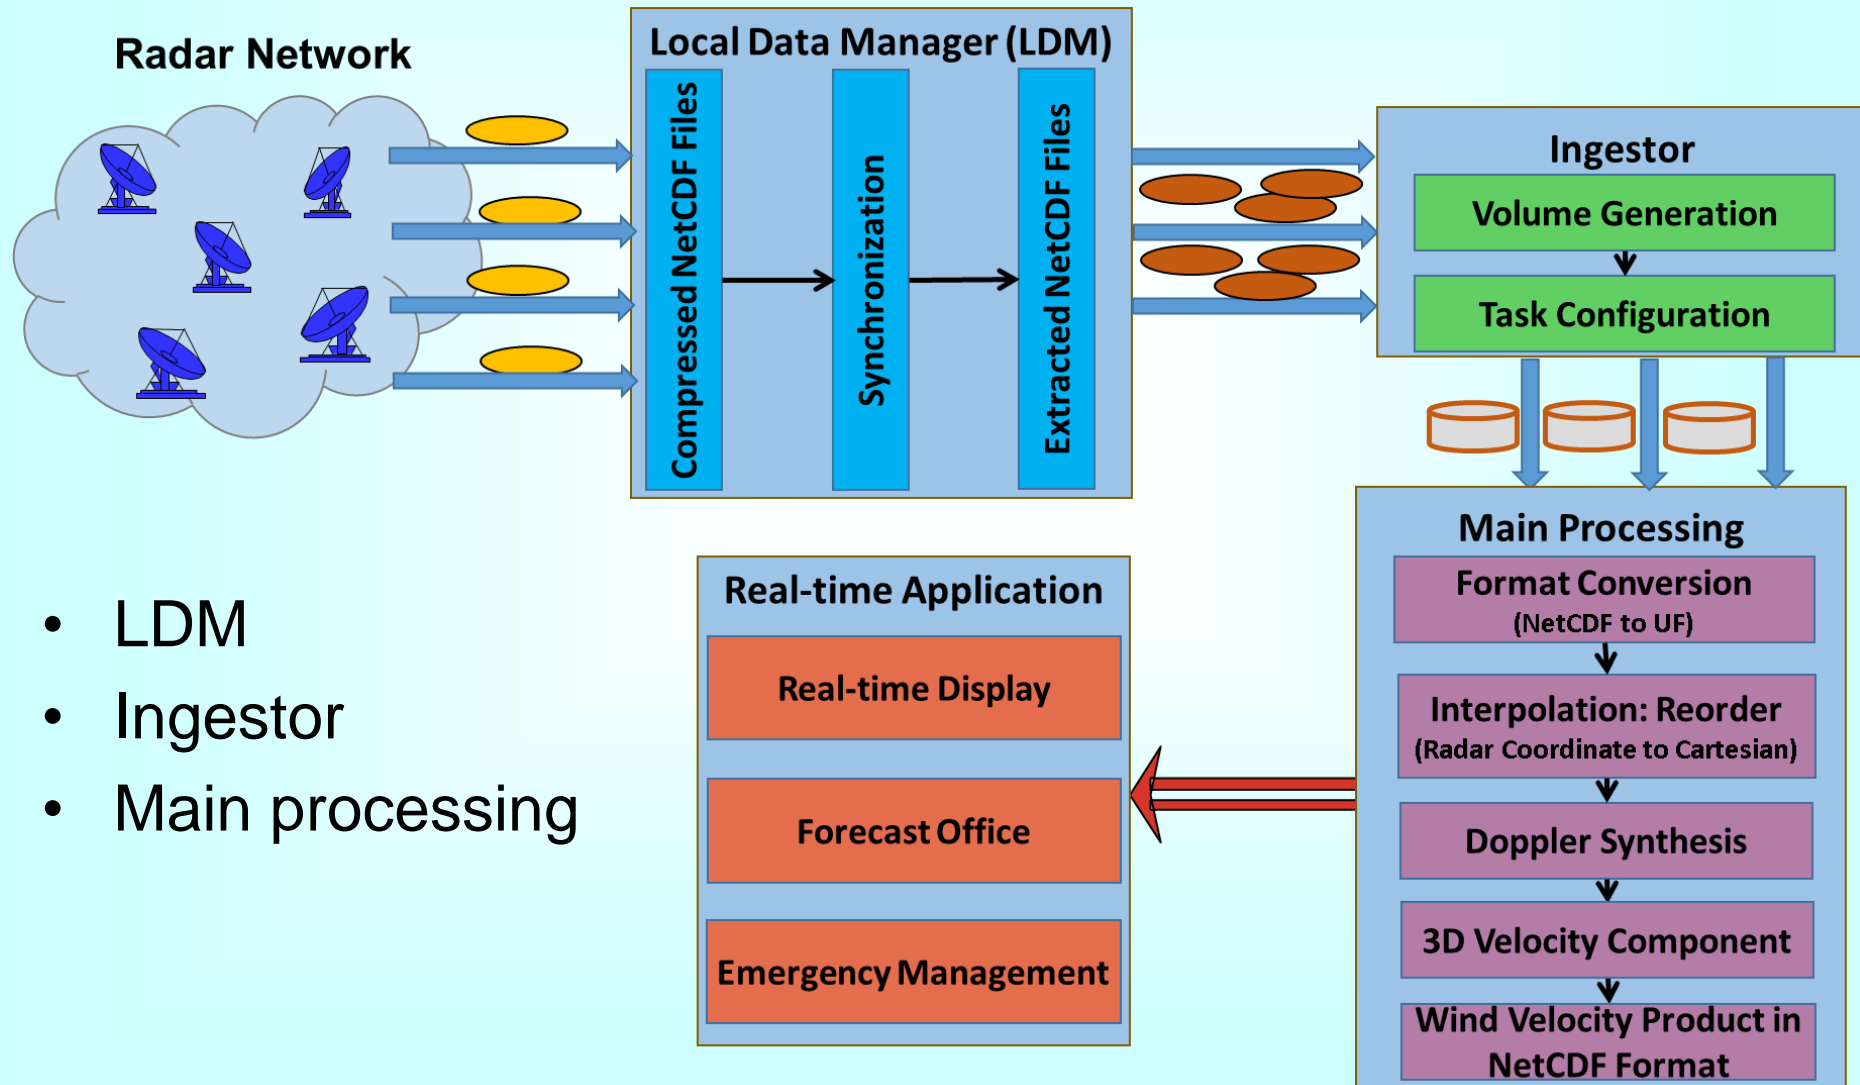 Radar Network
Local Data Manager (LDM)
Compressed NetCDF Files
Synchronization
Extracted NetCDF Files
Ingestor
Volume Generation
Task Configuration
Main Processing
Format Conversion
(NetCDF to UF)
Interpolation: Reorder
(Radar Coordinate to Cartesian)
Doppler Synthesis
3D Velocity Component
Wind Velocity Product in
NetCDF Format
Real-time Application
Real-time Display
Forecast Office
Emergency Management
• LDM
• Ingestor
• Main processing